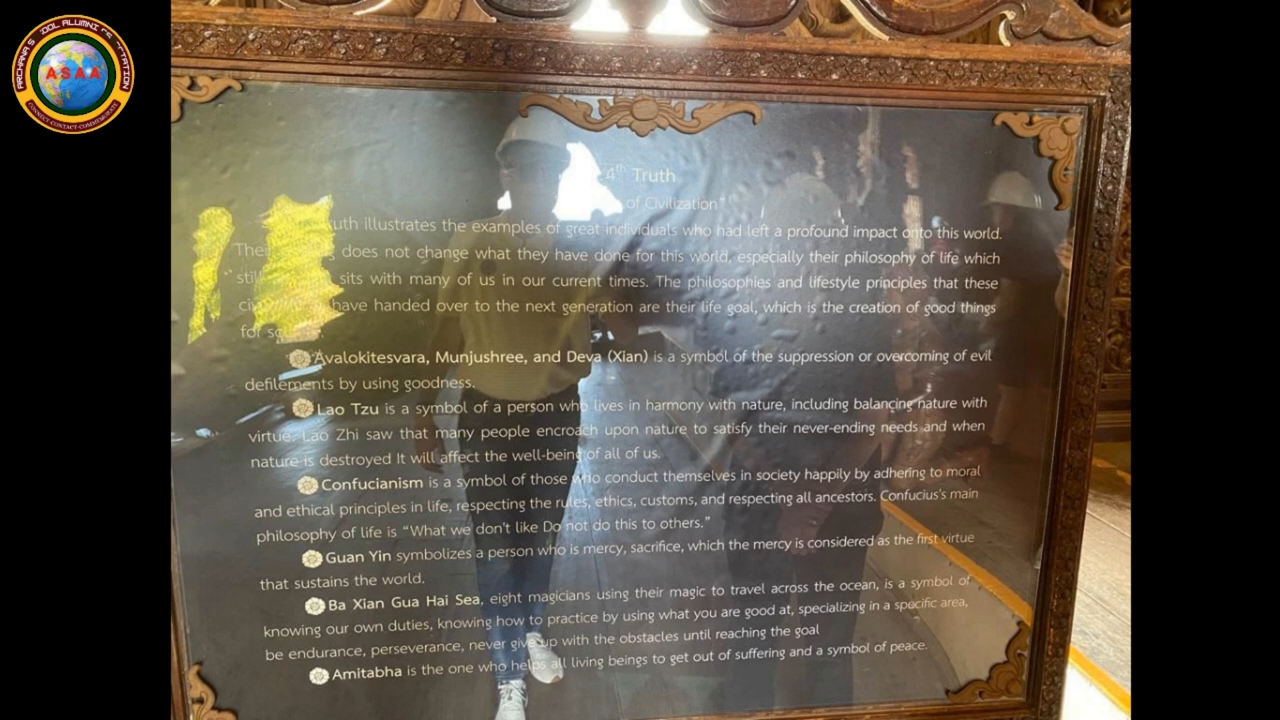 ASAA
CONNECT-CONTACT-COMMEMORATE
4th Truth
of Civilization"
illustrates the examples of great individuals who had left a profound impact onto this world.
does not change what they have done for this world, especially their philosophy of life which
sits with many of us in our current times. The philosophies and lifestyle principles that these
have handed over to the next generation are their life goal, which is the creation of good things
for
Avalokitesvara, Munjushree, and Deva (Xian) is a symbol of the suppression or overcoming of evil
defilements by using goodness.
Lao Tzu is a symbol of a person who lives in harmony with nature, including balancing nature with
virtue. Lao Zhi saw that many people encroach upon nature to satisfy their never-ending needs and when
nature is destroyed It will affect the well-being of all of us.
Confucianism is a symbol of those who conduct themselves in society happily by adhering to moral
and ethical principles in life, respecting the rules, ethics, customs, and respecting all ancestors. Confucius's main
philosophy of life is “What we don't like Do not do this to others.”
Guan Yin symbolizes a person who is mercy, sacrifice, which the mercy is considered as the first virtue
that sustains the world.
Ba Xian Gua Hai Sea, eight magicians using their magic to travel across the ocean, is a symbol of
knowing our own duties, knowing how to practice by using what you are good at, specializing in a specific area,
be endurance, perseverance, never give up with the obstacles until reaching the goal
Amitabha is the one who helps all living beings to get out of suffering and a symbol of peace.